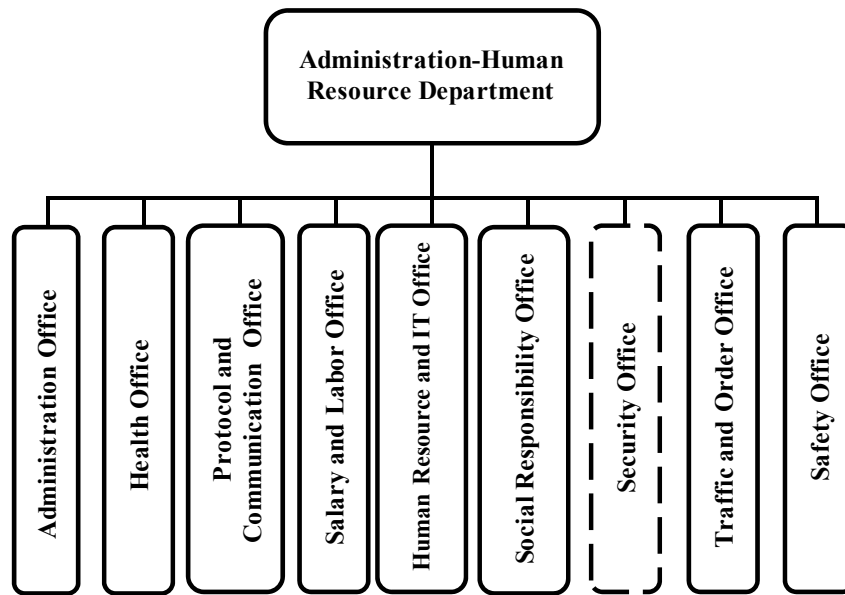 Administration-Human
Resource Department
Administration Office
Health Office
Protocol and
Communication Office
Salary and Labor Office
Human Resource and IT Office
Social Responsibility Office
Security Office
Traffic and Order Office
Safety Office